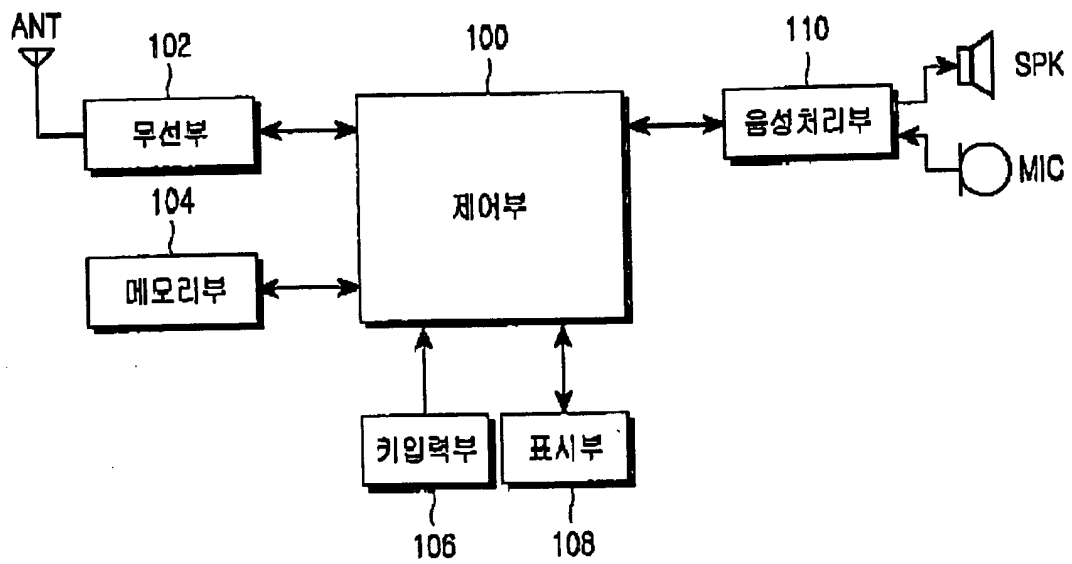 ANT
102
100
110
SPK
무선부
음성처리부
MIC
104
제어부
메모리부
키입력부
표시부
106
108